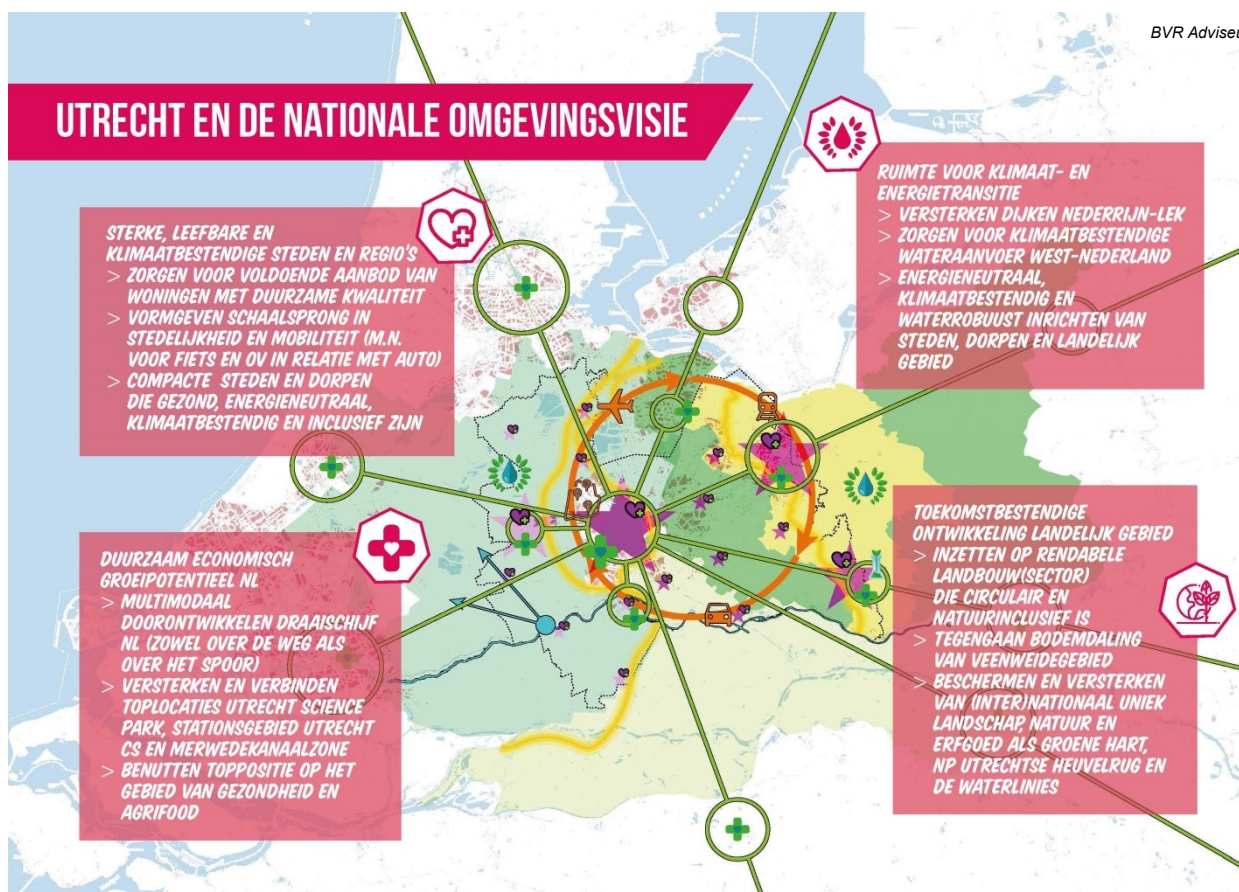 BVR Adviseu
UTRECHT EN DE NATIONALE OMGEVINGSVISIE
STERKE, LEEFBARE EN
KLIMAATBESTENDIGE STEDEN EN REGIO'S
> ZORGEN VOOR VOLDOENDE AANBOD VAN
WONINGEN MET DUURZAME KWALITEIT
> VORMGEVEN SCHAALSPRONG IN
STEDELIJKHEID EN MOBILITEIT (M.N.
VOOR FIETS EN OV IN RELATIE MET AUTO)
> COMPACTE STEDEN EN DORPEN
DIE GEZOND, ENERGIENEUTRAAL,
KLIMAATBESTENDIG EN INCLUSIEF ZIJN
RUIMTE VOOR KLIMAAT- EN
ENERGIETRANSITIE
> VERSTERKEN DIJKEN NEDERRIJN-LEK
> ZORGEN VOOR KLIMAATBESTENDIGE
WATERAANVOER WEST-NEDERLAND
> ENERGIENEUTRAAL,
KLIMAATBESTENDIG EN
WATERROBUUST INRICHTEN VAN
STEDEN, DORPEN EN LANDELIJK
GEBIED
DUURZAAM ECONOMISCH
GROEIPOTENTIEEL NL
> MULTIMODAAL
DOORONTWIKKELEN DRAAISCHIJF
NL (ZOWEL OVER DE WEG ALS
OVER HET SPOOR)
> VERSTERKEN EN VERBINDEN
TOPLOCATIES UTRECHT SCIENCE
PARK, STATIONSGEBIED UTRECHT
CS EN MERWEDEKANAALZONE
> BENUTTEN TOPPOSITIE OP HET
GEBIED VAN GEZONDHEID EN
AGRIFOOD
TOEKOMSTBESTENDIGE
ONTWIKKELING LANDELIJK GEBIED
> INZETTEN OP RENDABELE
LANDBOUW(SECTOR)
DIE CIRCULAIR EN
NATUURINCLUSIEF IS
> TEGENGAAN BODEMDALING
VAN VEENWEIDEGEBIED
> BESCHERMEN EN VERSTERKEN
VAN (INTER)NATIONAAL UNIEK
LANDSCHAP, NATUUR EN
ERFGOED ALS GROENE HART,
NP UTRECHTSE HEUVELRUG EN
DE WATERLINIES